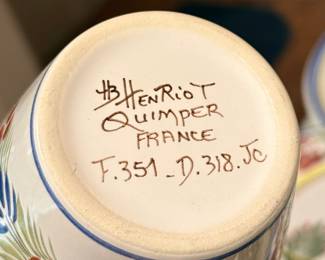 HB HENRIOT
QUIMPER
FRANCE
F.351_D.318.Jc